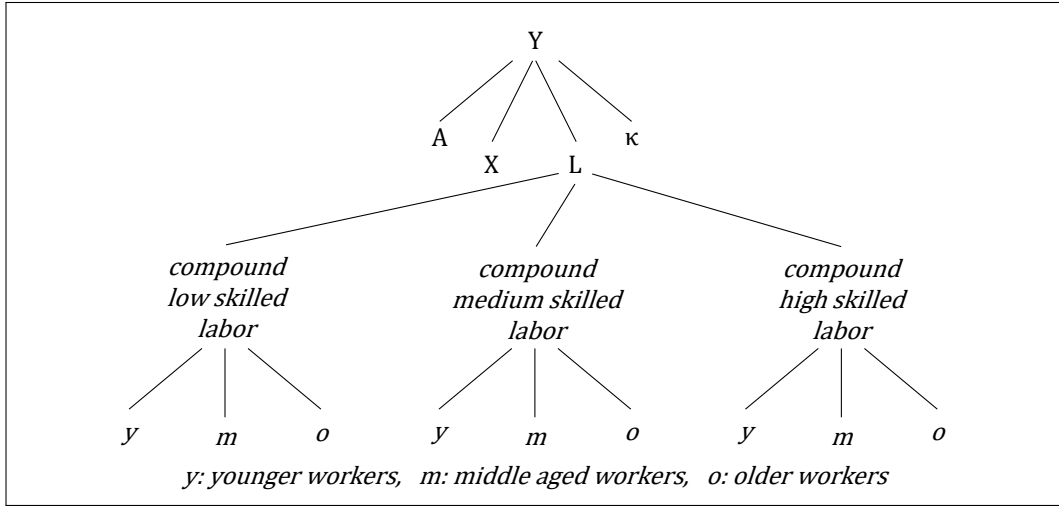 Y
A κ
X L
compound compound compound
low skilled medium skilled high skilled
labor labor labor
y m o y m o y m o
y: younger workers, m: middle aged workers, o: older workers